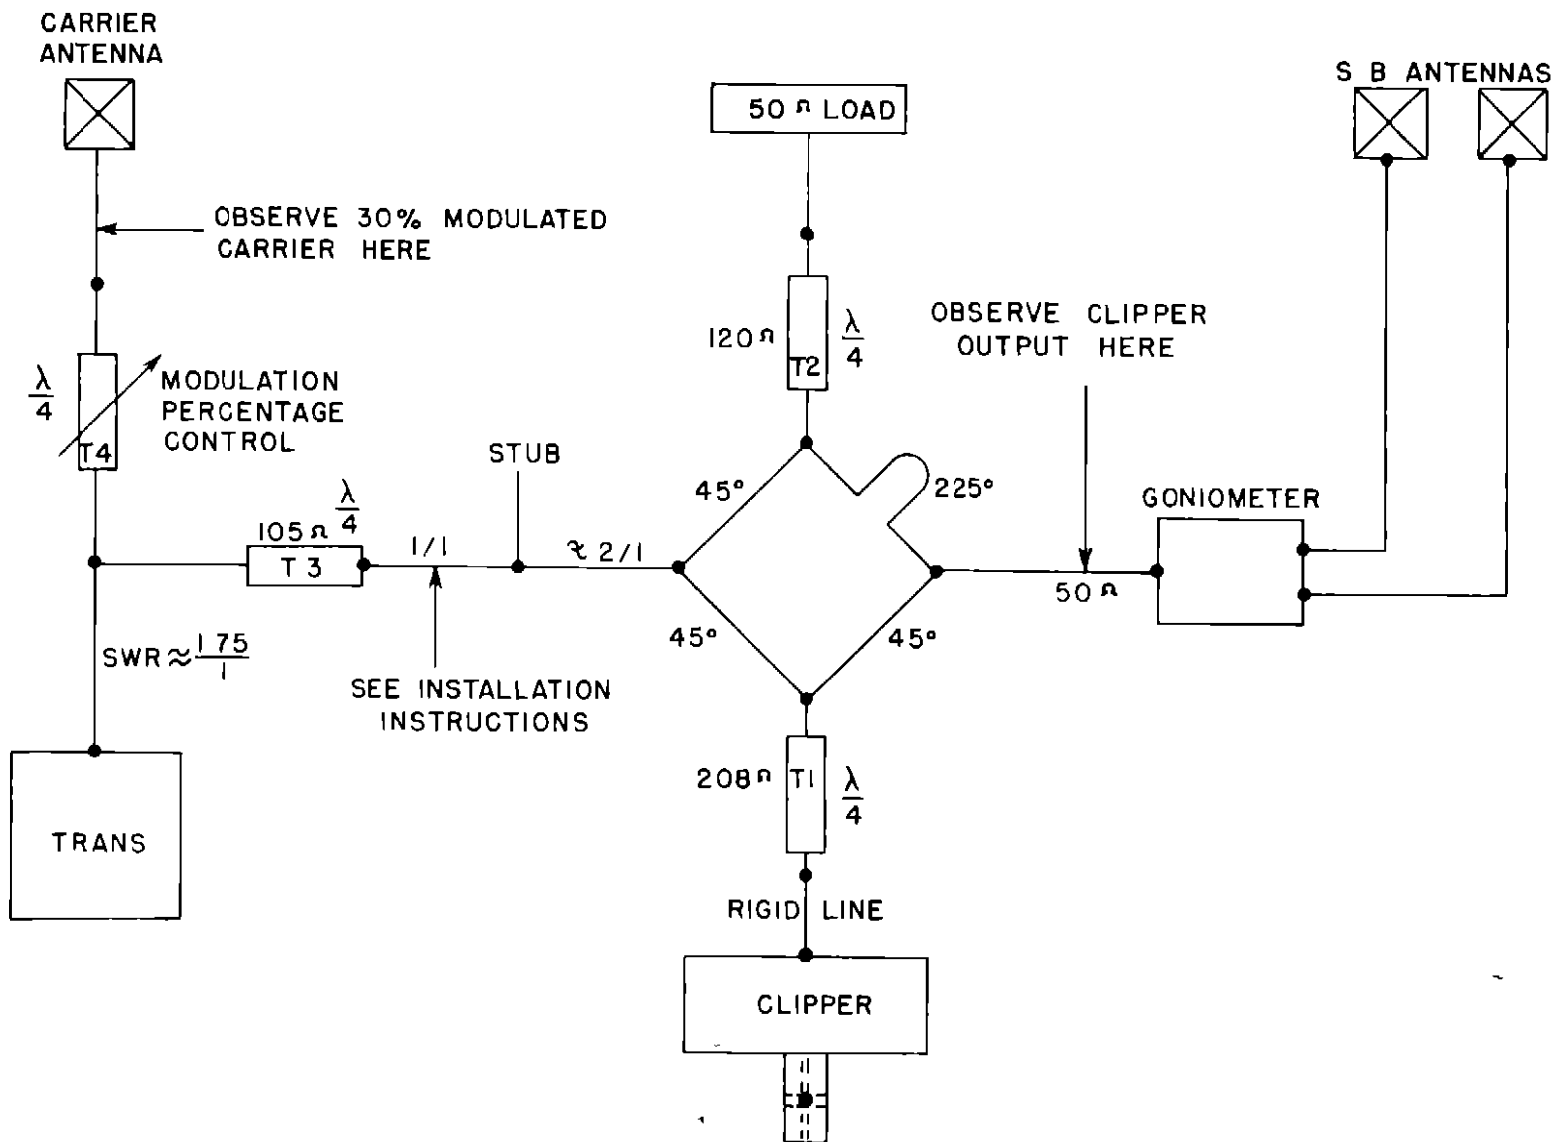 CARRIER
ANTENNA
50 Ω LOAD
S B ANTENNAS
OBSERVE 30% MODULATED
CARRIER HERE
120 Ω
T2
λ/4
OBSERVE CLIPPER
OUTPUT HERE
λ/4
T4
MODULATION
PERCENTAGE
CONTROL
STUB
45°
225°
GONIOMETER
105 Ω
λ/4
T 3
1/1
≈ 2/1
50 Ω
45°
45°
SWR ≈ 1 75/1
SEE INSTALLATION
INSTRUCTIONS
208 Ω
T1
λ/4
TRANS
RIGID LINE
CLIPPER